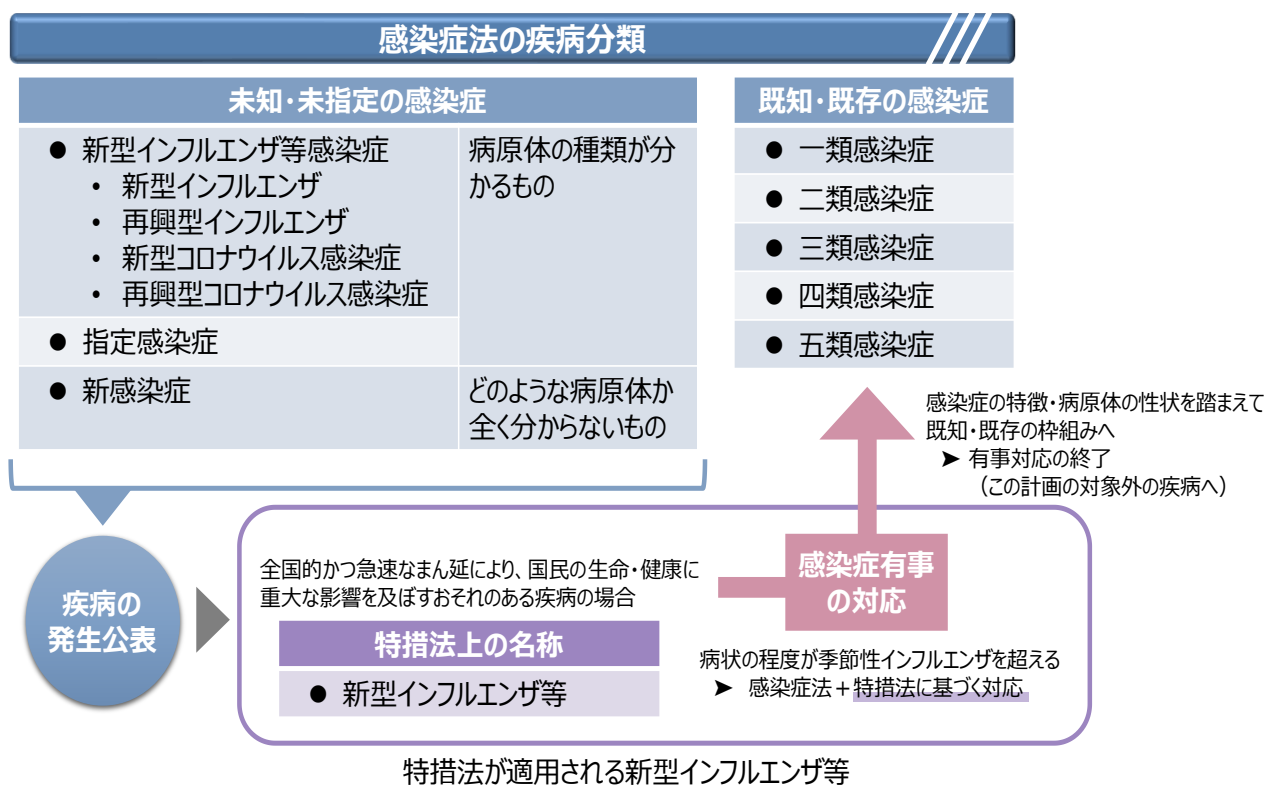 感染症法の疾病分類
未知・未指定の感染症
● 新型インフルエンザ等感染症
・ 新型インフルエンザ
・ 再興型インフルエンザ
・ 新型コロナウイルス感染症
・ 再興型コロナウイルス感染症
病原体の種類が分
かるもの
● 指定感染症
● 新感染症
どのような病原体か
全く分からないもの
既知・既存の感染症
● 一類感染症
● 二類感染症
● 三類感染症
● 四類感染症
● 五類感染症
感染症の特徴・病原体の性状を踏まえて
既知・既存の枠組みへ
➤ 有事対応の終了
（この計画の対象外の疾病へ）
疾病の
発生公表
全国的かつ急速なまん延により、国民の生命・健康に
重大な影響を及ぼすおそれのある疾病の場合
特措法上の名称
● 新型インフルエンザ等
感染症有事
の対応
病状の程度が季節性インフルエンザを超える
➤ 感染症法＋特措法に基づく対応
特措法が適用される新型インフルエンザ等